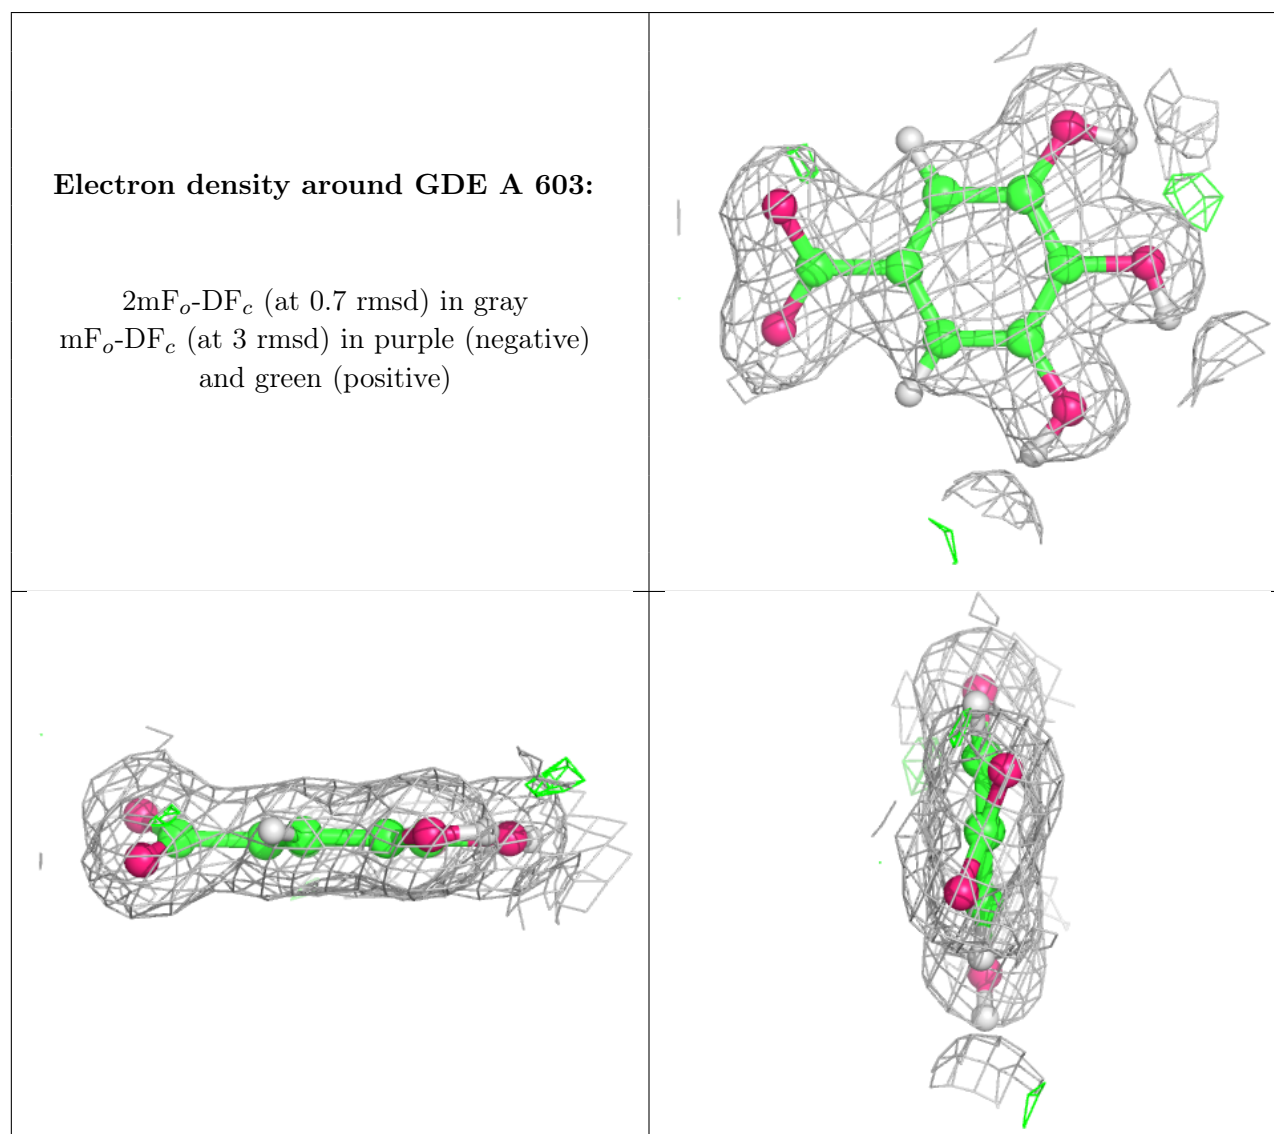 Electron density around GDE A 603:
2mFo-DFc (at 0.7 rmsd) in gray
mFo-DFc (at 3 rmsd) in purple (negative)
and green (positive)